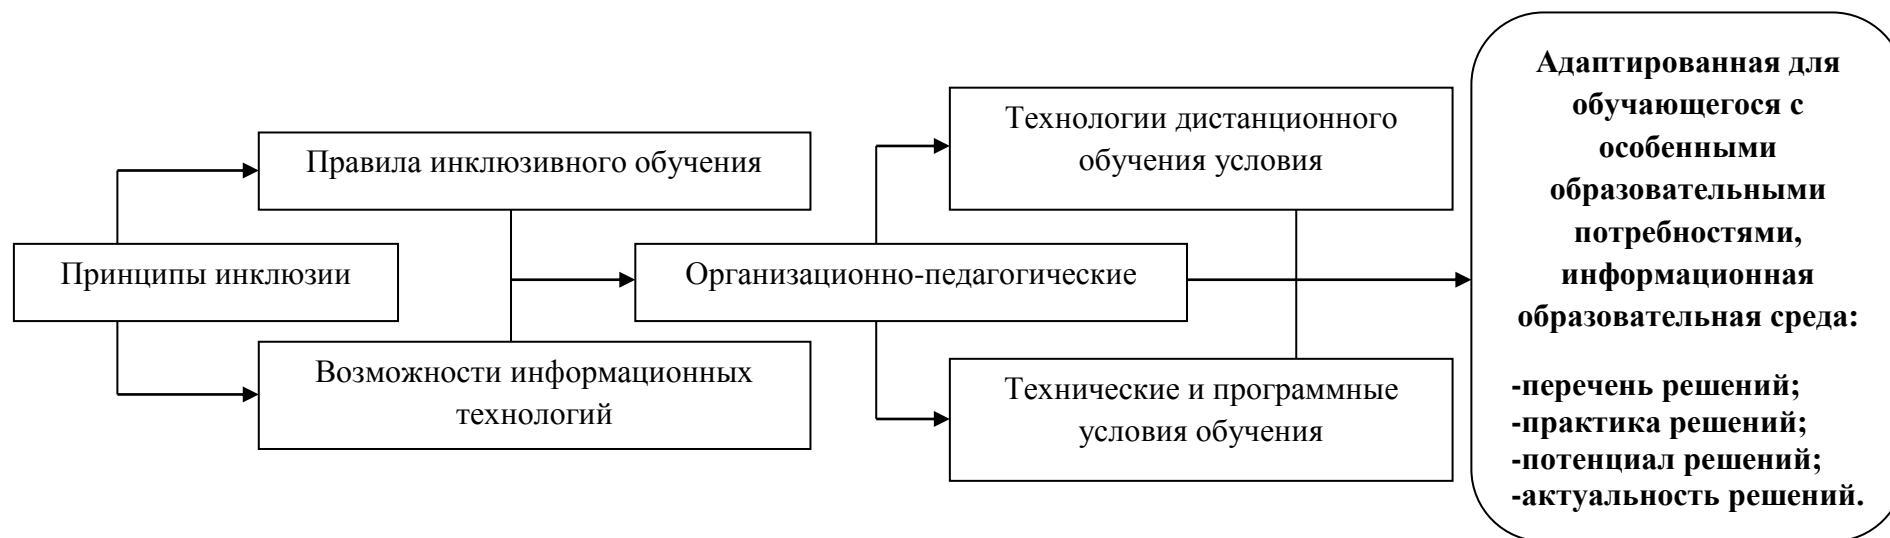 Принципы инклюзии
Правила инклюзивного обучения
Возможности информационных
технологий
Организационно-педагогические
Технологии дистанционного
обучения условия
Технические и программные
условия обучения
Адаптированная для
обучающегося с
особенными
образовательными
потребностями,
информационная
образовательная среда:
-перечень решений;
-практика решений;
-потенциал решений;
-актуальность решений.